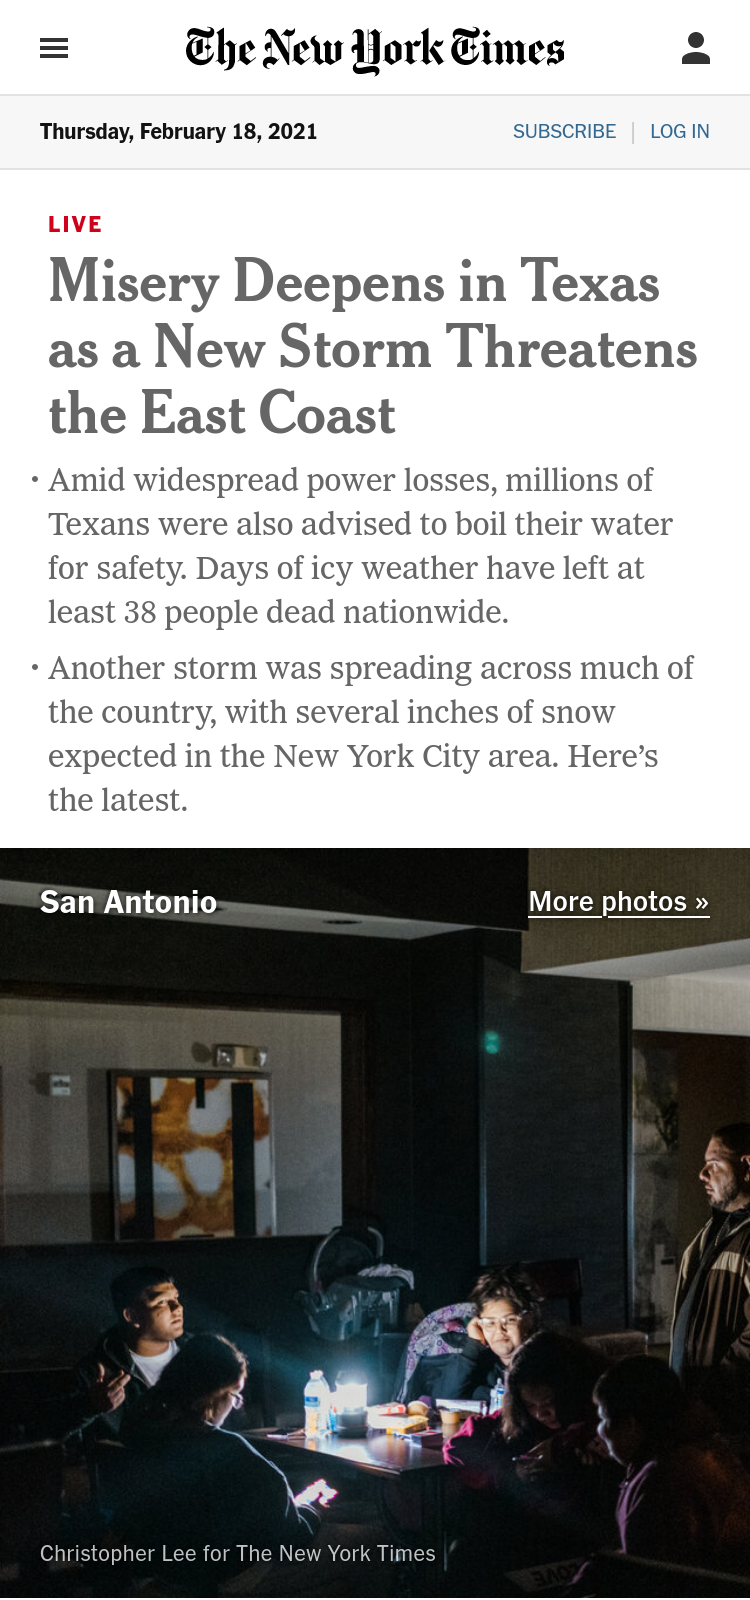 The New York Times
Thursday, February 18, 2021
SUBSCRIBE | LOG IN
LIVE
Misery Deepens in Texas
as a New Storm Threatens
the East Coast
• Amid widespread power losses, millions of
Texans were also advised to boil their water
for safety. Days of icy weather have left at
least 38 people dead nationwide.
• Another storm was spreading across much of
the country, with several inches of snow
expected in the New York City area. Here’s
the latest.
San Antonio
More photos »
Christopher Lee for The New York Times